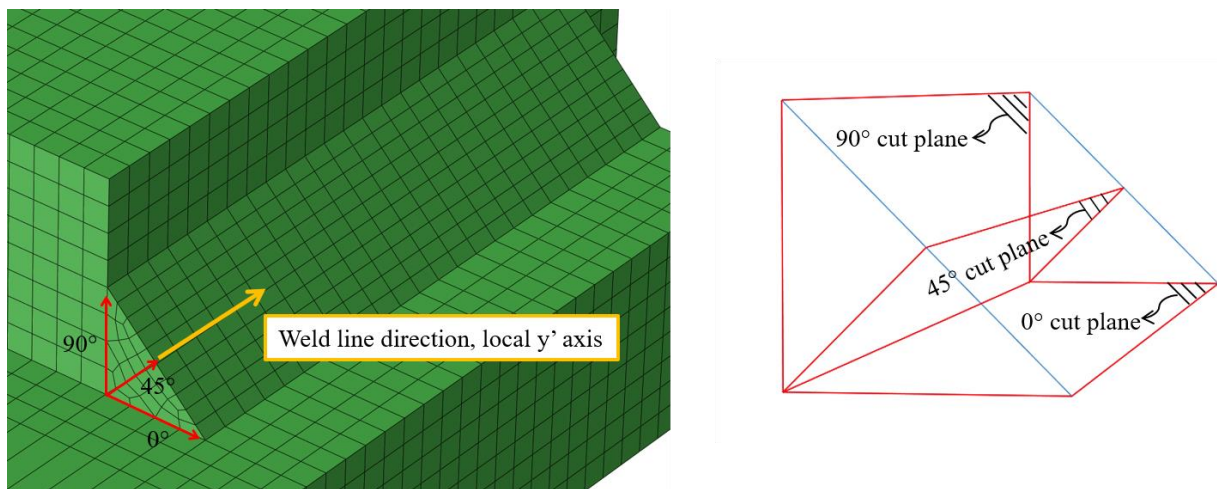 90°
45°
0°
Weld line direction, local y’ axis
90° cut plane
45° cut plane
0° cut plane